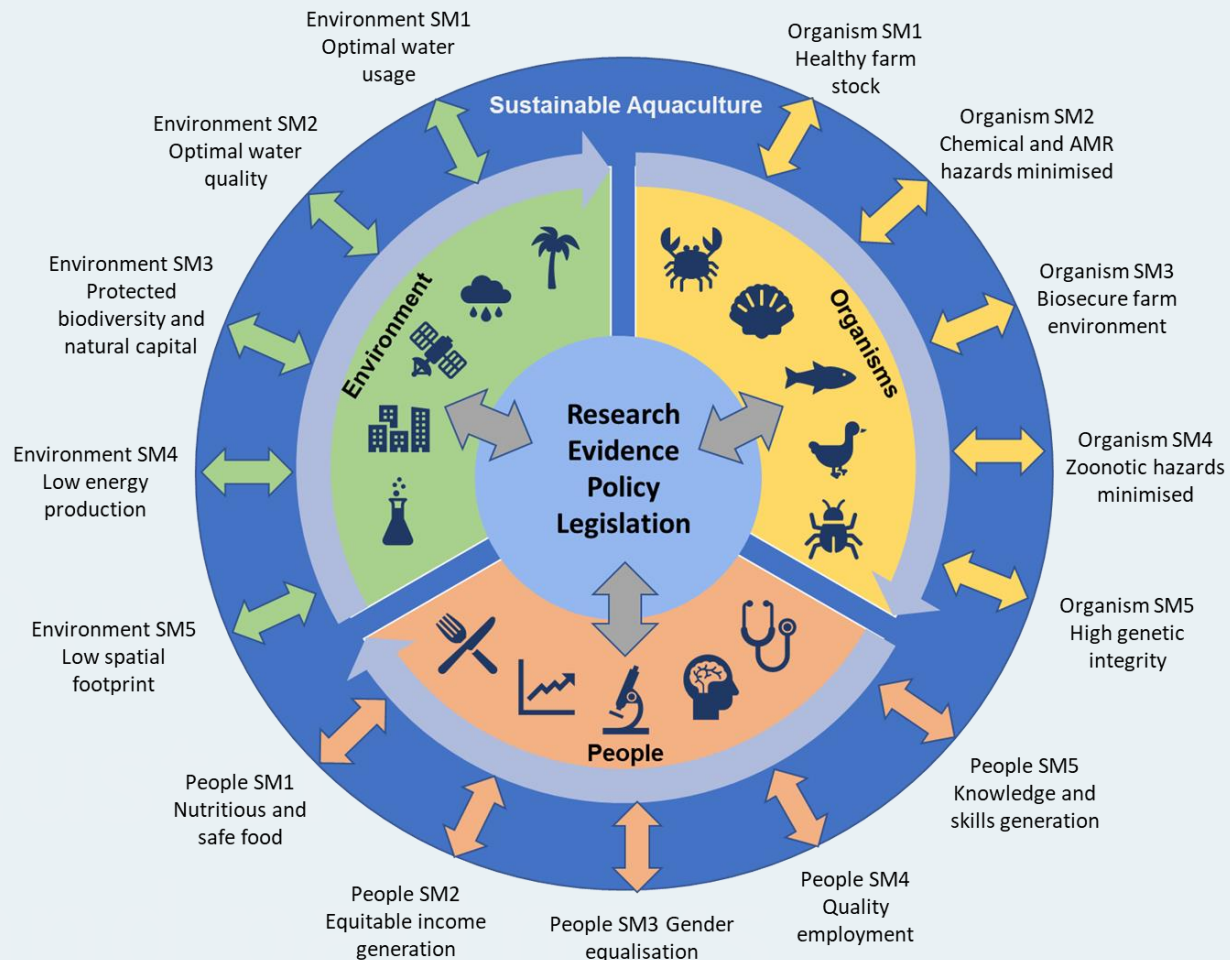 Environment SM1
Optimal water
usage
Organism SM1
Healthy farm
stock
Sustainable Aquaculture
Environment SM2
Optimal water
quality
Organism SM2
Chemical and AMR
hazards minimised
Environment SM3
Protected
biodiversity and
natural capital
Organism SM3
Biosecure farm
environment
Environment
Organisms
Research
Evidence
Policy
Legislation
Environment SM4
Low energy
production
Organism SM4
Zoonotic hazards
minimised
Environment SM5
Low spatial
footprint
Organism SM5
High genetic
integrity
People
People SM1
Nutritious and
safe food
People SM5
Knowledge and
skills generation
People SM2
Equitable income
generation
People SM3 Gender
equalisation
People SM4
Quality
employment